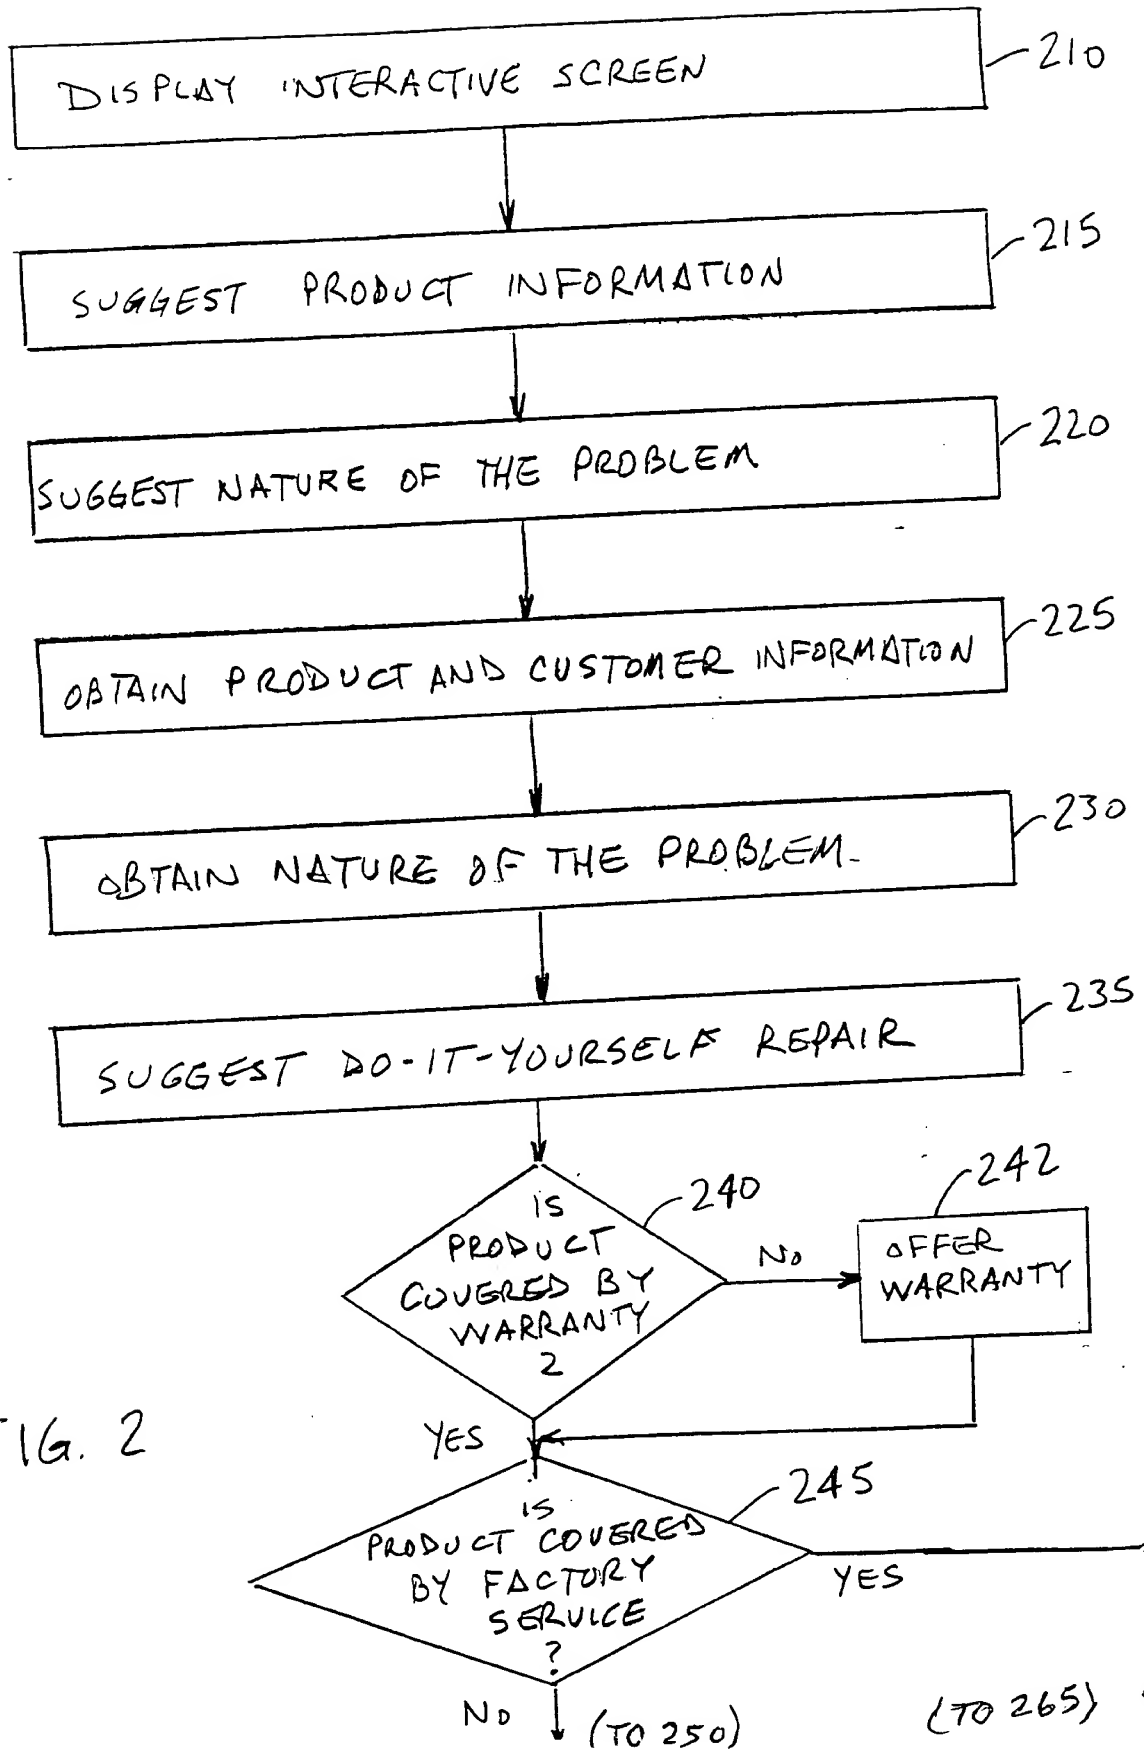 DISPLAY INTERACTIVE SCREEN
210
SUGGEST PRODUCT INFORMATION
215
SUGGEST NATURE OF THE PROBLEM
220
OBTAIN PRODUCT AND CUSTOMER INFORMATION
225
OBTAIN NATURE OF THE PROBLEM
230
SUGGEST DO-IT-YOURSELF REPAIR
235
IS
PRODUCT
COVERED BY
WARRANTY
?
240
NO
242
OFFER
WARRANTY
YES
IG. 2
IS
PRODUCT COVERED
BY FACTORY
SERVICE
?
245
YES
NO
(TO 250)
(TO 265)